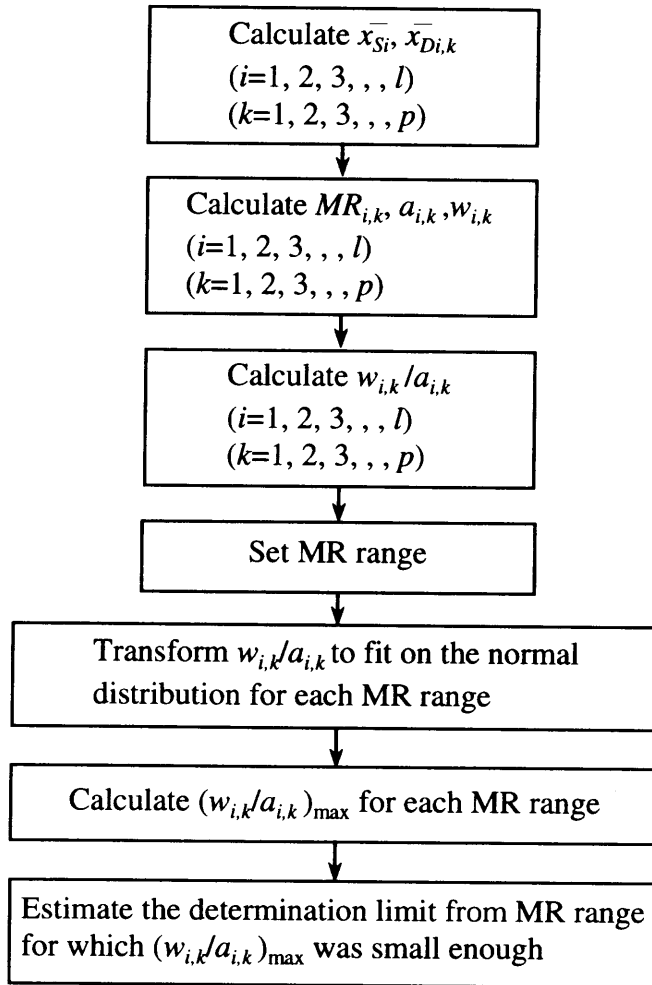 Calculate x̄Si, x̄Di,k
(i=1, 2, 3, , , l)
(k=1, 2, 3, , , p)
Calculate MRi,k, ai,k ,wi,k
(i=1, 2, 3, , , l)
(k=1, 2, 3, , , p)
Calculate wi,k /ai,k
(i=1, 2, 3, , , l)
(k=1, 2, 3, , , p)
Set MR range
Transform wi,k/ai,k to fit on the normal
distribution for each MR range
Calculate (wi,k/ai,k )max for each MR range
Estimate the determination limit from MR range
for which (wi,k/ai,k )max was small enough